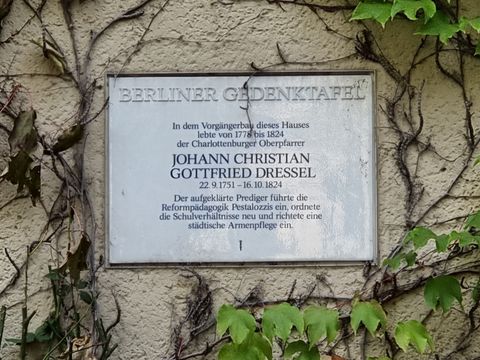 BERLINER GEDENKTAFEL
In dem Vorgängerbau dieses Hauses
lebte von 1778 bis 1824
der Charlottenburger Oberpfarrer
JOHANN CHRISTIAN
GOTTFRIED DRESSEL
22.9.1751 – 16.10.1824
Der aufgeklärte Prediger führte die
Reformpädagogik Pestalozzis ein, ordnete
die Schulverhältnisse neu und richtete eine
städtische Armenpflege ein.